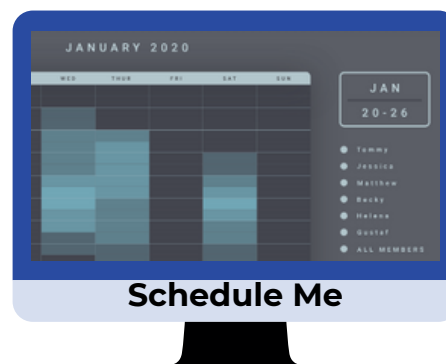 JANUARY 2020
WED THUR FRI SAT SUN
JAN
20-26
Tommy
Jessica
Matthew
Becky
Helena
Gustaf
ALL MEMBERS
Schedule Me